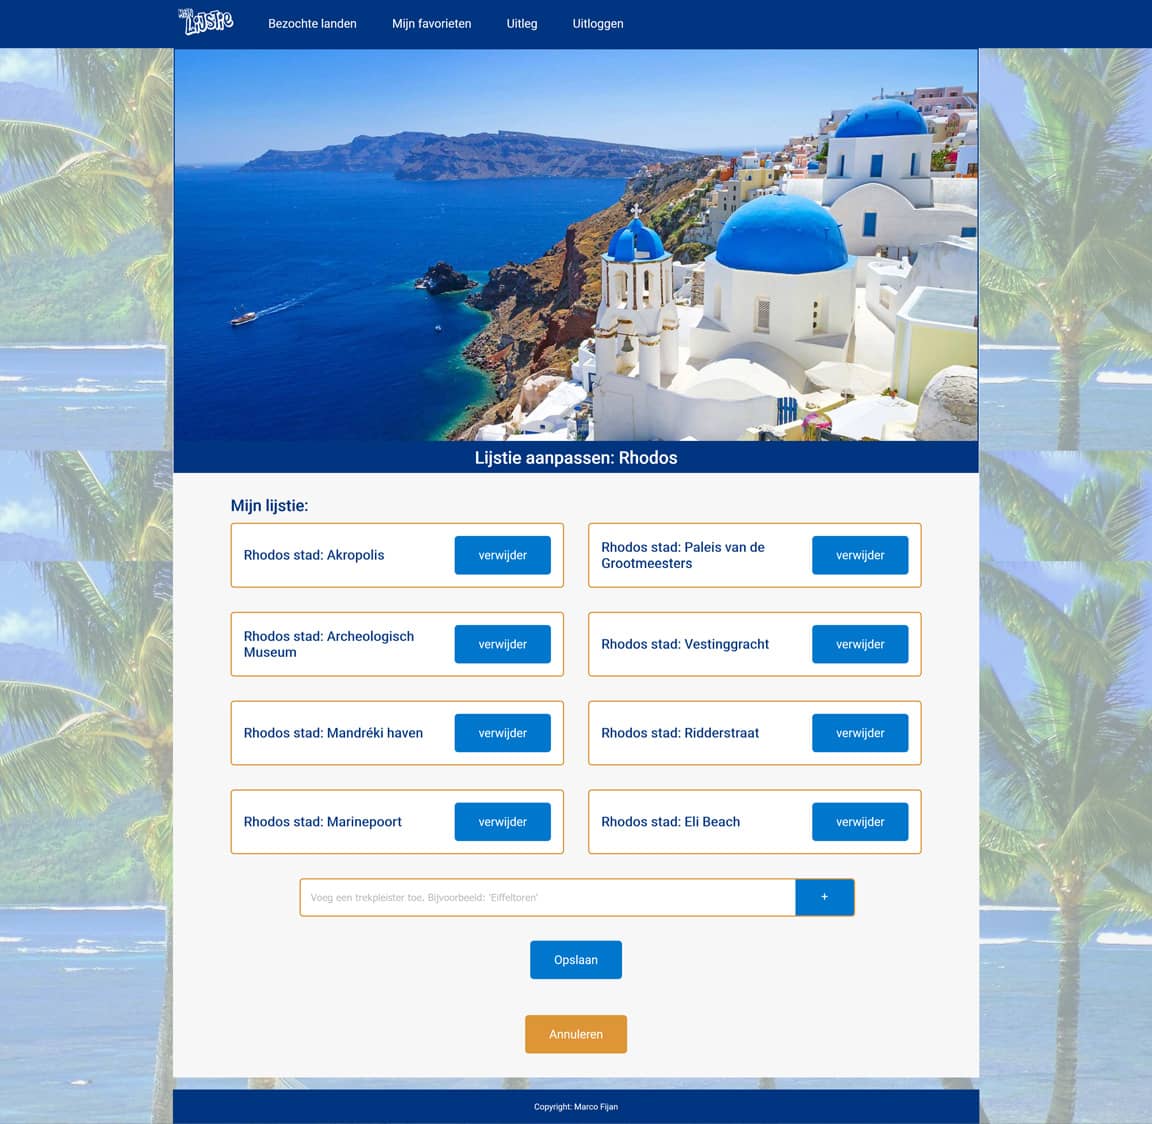 MIJN
LIJSTIE
Bezochte landen
Mijn favorieten
Uitleg
Uitloggen
Lijstie aanpassen: Rhodos
Mijn lijstie:
Rhodos stad: Akropolis
verwijder
Rhodos stad: Paleis van de
Grootmeesters
verwijder
Rhodos stad: Archeologisch
Museum
verwijder
Rhodos stad: Vestinggracht
verwijder
Rhodos stad: Mandréki haven
verwijder
Rhodos stad: Ridderstraat
verwijder
Rhodos stad: Marinepoort
verwijder
Rhodos stad: Eli Beach
verwijder
Voeg een trekpleister toe, Bijvoorbeeld: 'Eiffeltoren'
+
Opslaan
Annuleren
Copyright: Marco Fijan